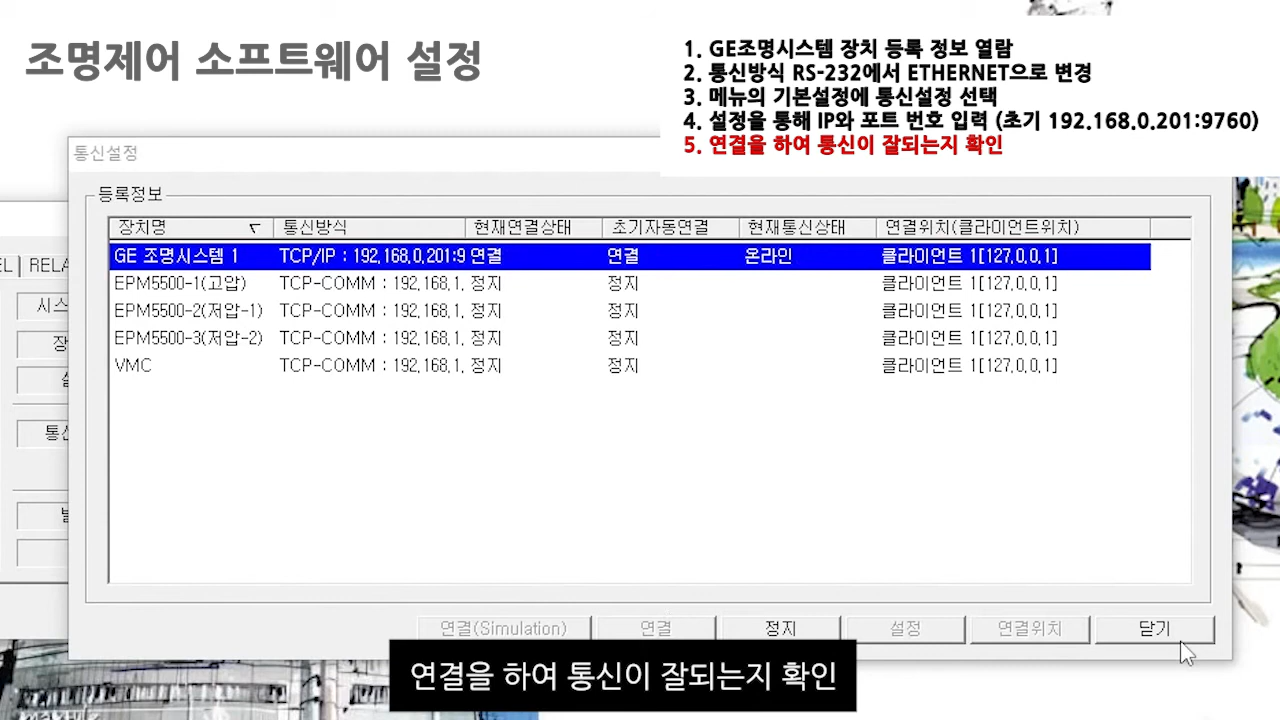 조명제어 소프트웨어 설정
1. GE조명시스템 장치 등록 정보 열람
2. 통신방식 RS-232에서 ETHERNET으로 변경
3. 메뉴의 기본설정에 통신설정 선택
4. 설정을 통해 IP와 포트 번호 입력 (초기 192.168.0.201:9760)
5. 연결을 하여 통신이 잘되는지 확인
통신설정
등록정보
장치명 통신방식 현재연결상태 초기자동연결 현재통신상태 연결위치(클라이언트위치)
GE 조명시스템 1 TCP/IP : 192.168.0.201:9 연결 연결 온라인 클라이언트 1[127.0.0.1]
EPM5500-1(고압) TCP-COMM : 192.168.1. 정지 정지 클라이언트 1[127.0.0.1]
EPM5500-2(저압-1) TCP-COMM : 192.168.1. 정지 정지 클라이언트 1[127.0.0.1]
EPM5500-3(저압-2) TCP-COMM : 192.168.1. 정지 정지 클라이언트 1[127.0.0.1]
VMC TCP-COMM : 192.168.1. 정지 정지 클라이언트 1[127.0.0.1]
EL RELA
시스
장
통신
연결(Simulation) 연결 정지 설정 연결위치 닫기
연결을 하여 통신이 잘되는지 확인